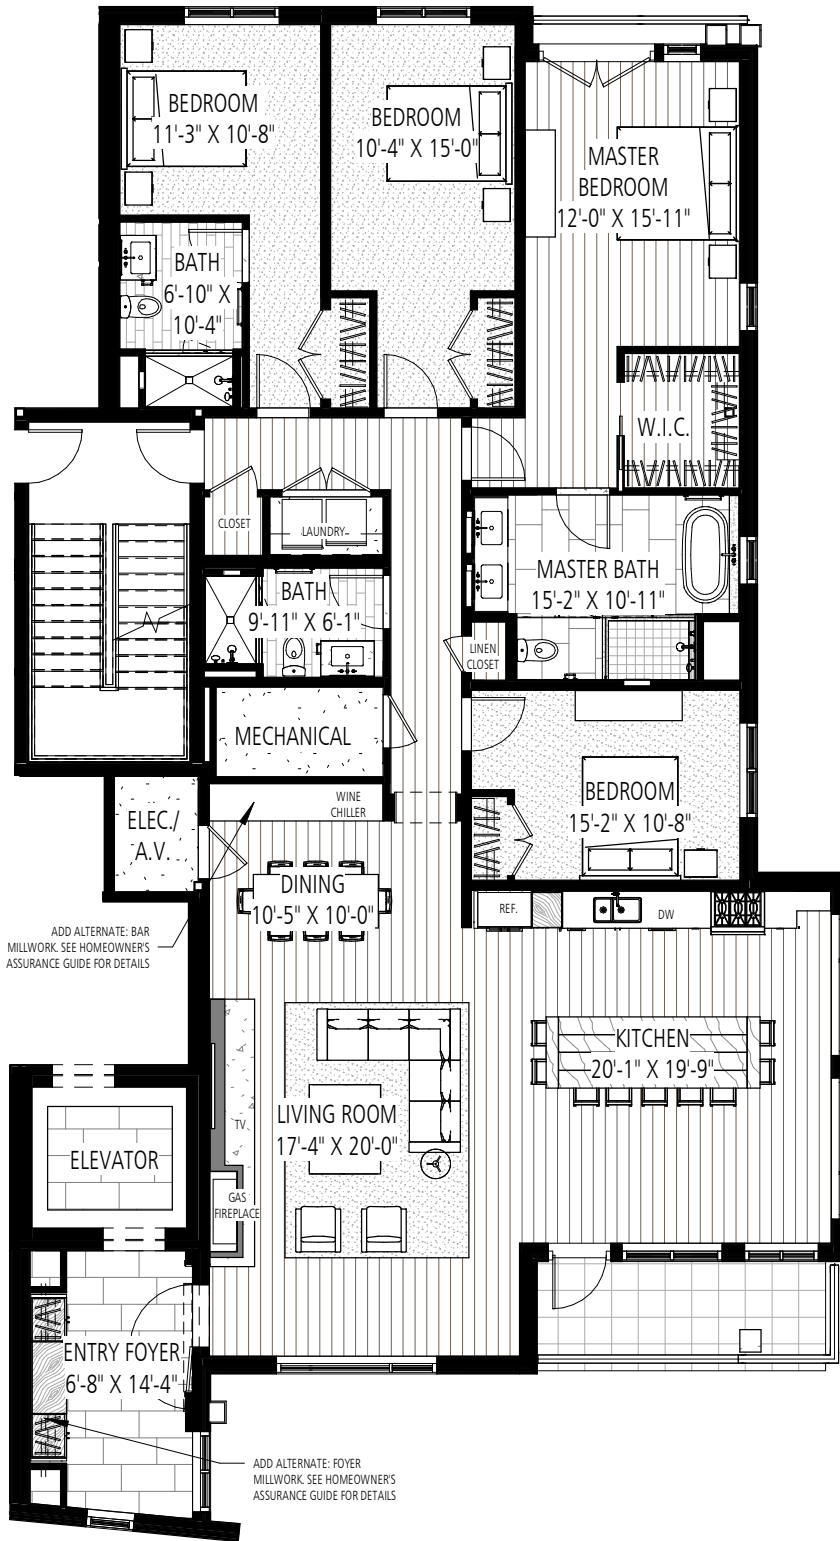 BEDROOM
11'-3" X 10'-8"
BEDROOM
10'-4" X 15'-0"
MASTER
BEDROOM
12'-0" X 15'-11"
BATH
6'-10" X
10'-4"
W.I.C.
CLOSET
LAUNDRY
BATH
9'-11" X 6'-1"
MASTER BATH
15'-2" X 10'-11"
LINEN
CLOSET
MECHANICAL
BEDROOM
15'-2" X 10'-8"
WINE
CHILLER
ELEC./
A.V.
DINING
10'-5" X 10'-0"
REF.
DW
ADD ALTERNATE: BAR
MILLWORK. SEE HOMEOWNER'S
ASSURANCE GUIDE FOR DETAILS
KITCHEN
20'-1" X 19'-9"
LIVING ROOM
17'-4" X 20'-0"
TV
ELEVATOR
GAS
FIREPLACE
ENTRY FOYER
6'-8" X 14'-4"
ADD ALTERNATE: FOYER
MILLWORK. SEE HOMEOWNER'S
ASSURANCE GUIDE FOR DETAILS